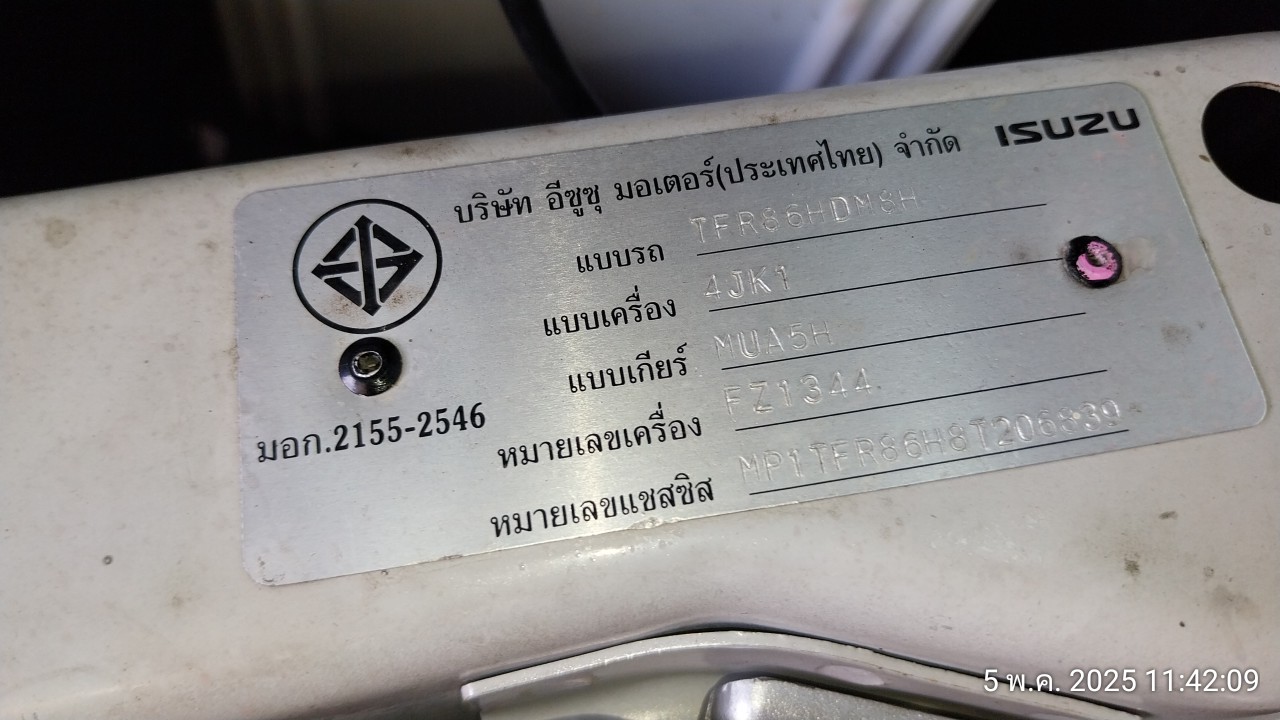 บริษัท อีซูซุ มอเตอร์(ประเทศไทย) จำกัด ISUZU
แบบรถ TFR86HDM8H
แบบเครื่อง 4JK1
แบบเกียร์ MUA5H
หมายเลขเครื่อง FZ1344
หมายเลขแชสซิส MP1TFR86H8T206839
มอก.2155-2546
5 พ.ค. 2025 11:42:09